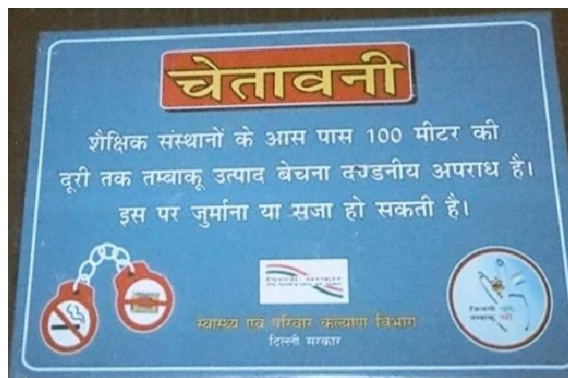 चेतावनी
शैक्षिक संस्थानों के आस पास 100 मीटर की
दूरी तक तम्बाकू उत्पाद बेचना दण्डनीय अपराध है।
इस पर जुर्माना या सजा हो सकती है।
दिल्ली सरकार
स्वास्थ्य एवं परिवार कल्याण विभाग
दिल्ली सरकार